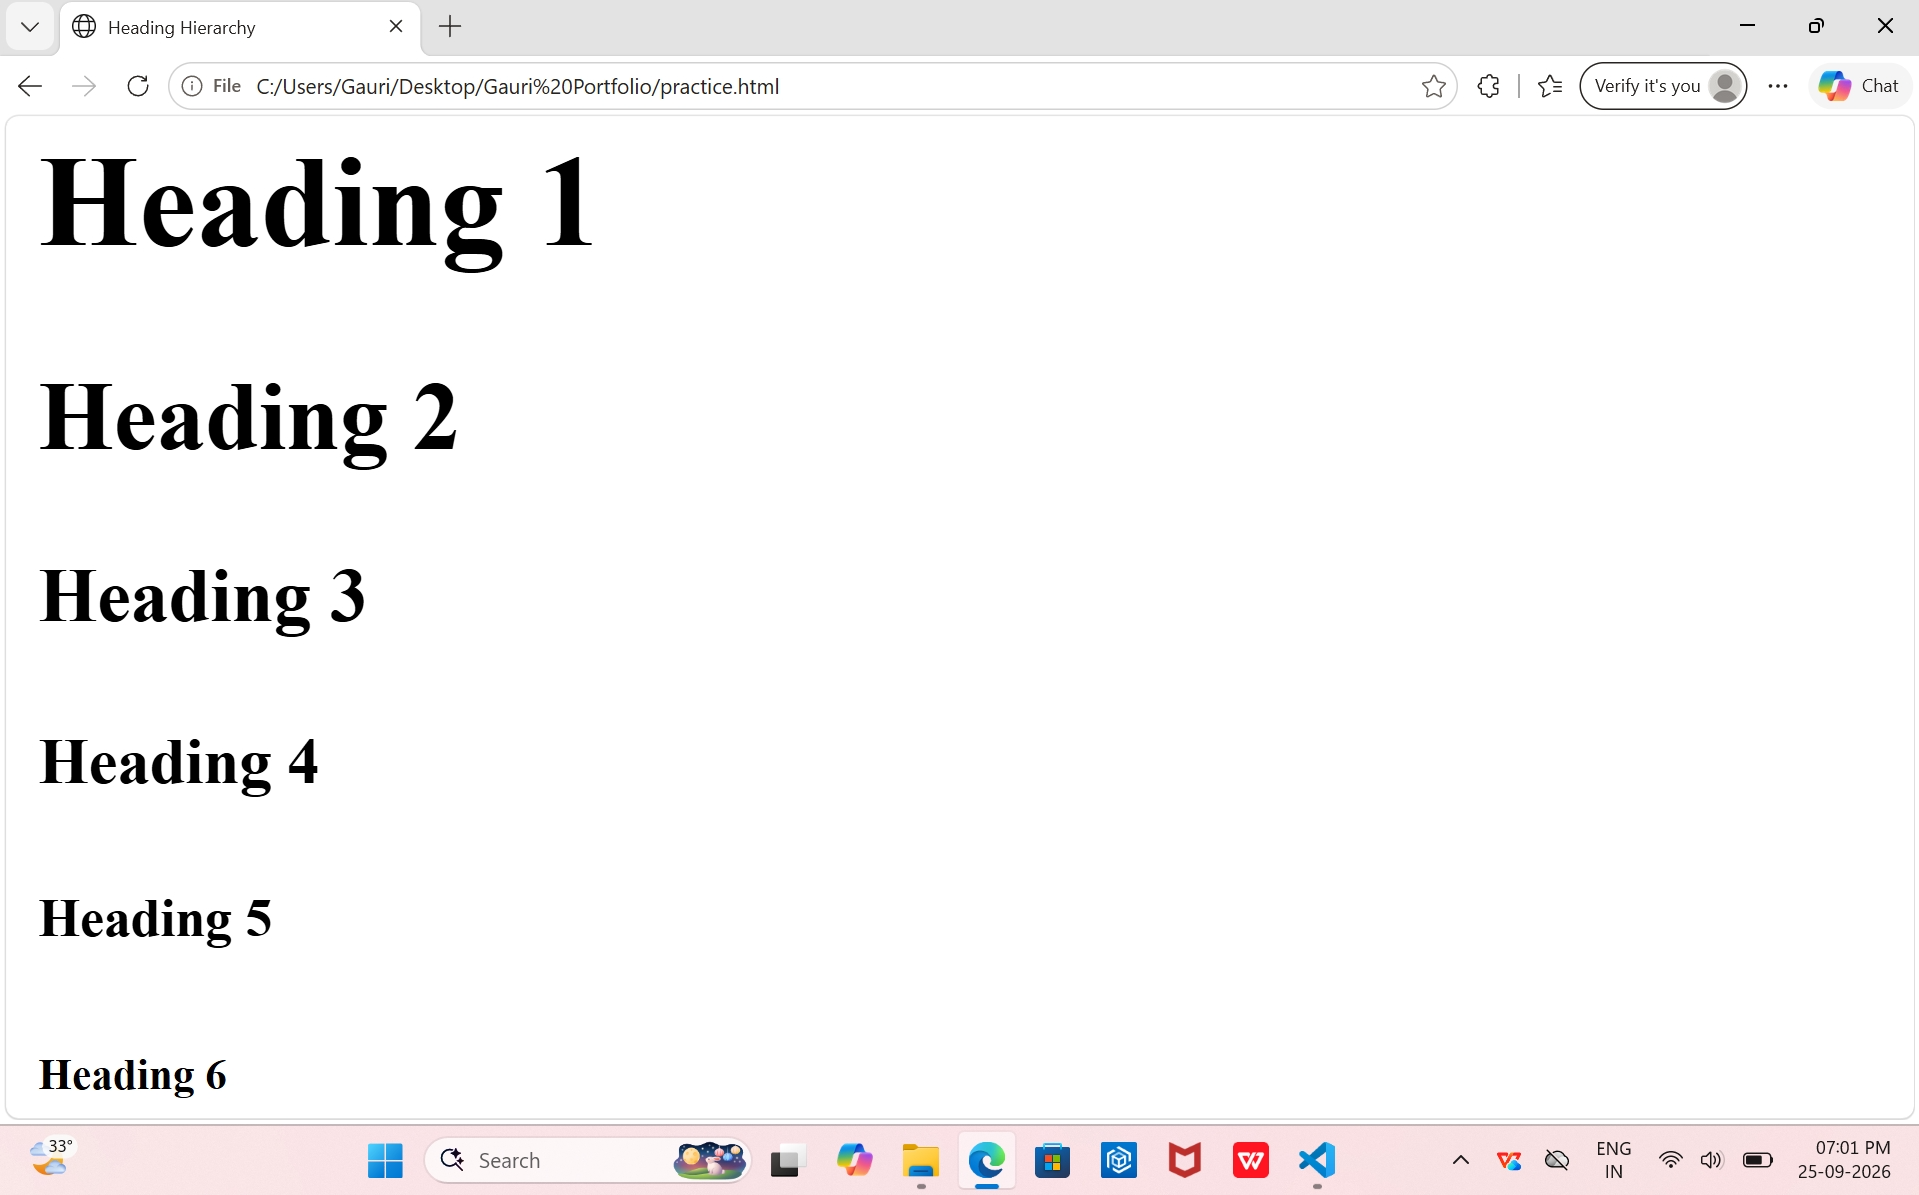 Heading Hierarchy
File C:/Users/Gauri/Desktop/Gauri%20Portfolio/practice.html
Verify it's you
Chat
Heading 1
Heading 2
Heading 3
Heading 4
Heading 5
Heading 6
33°
Search
ENG
IN
07:01 PM
25-09-2026